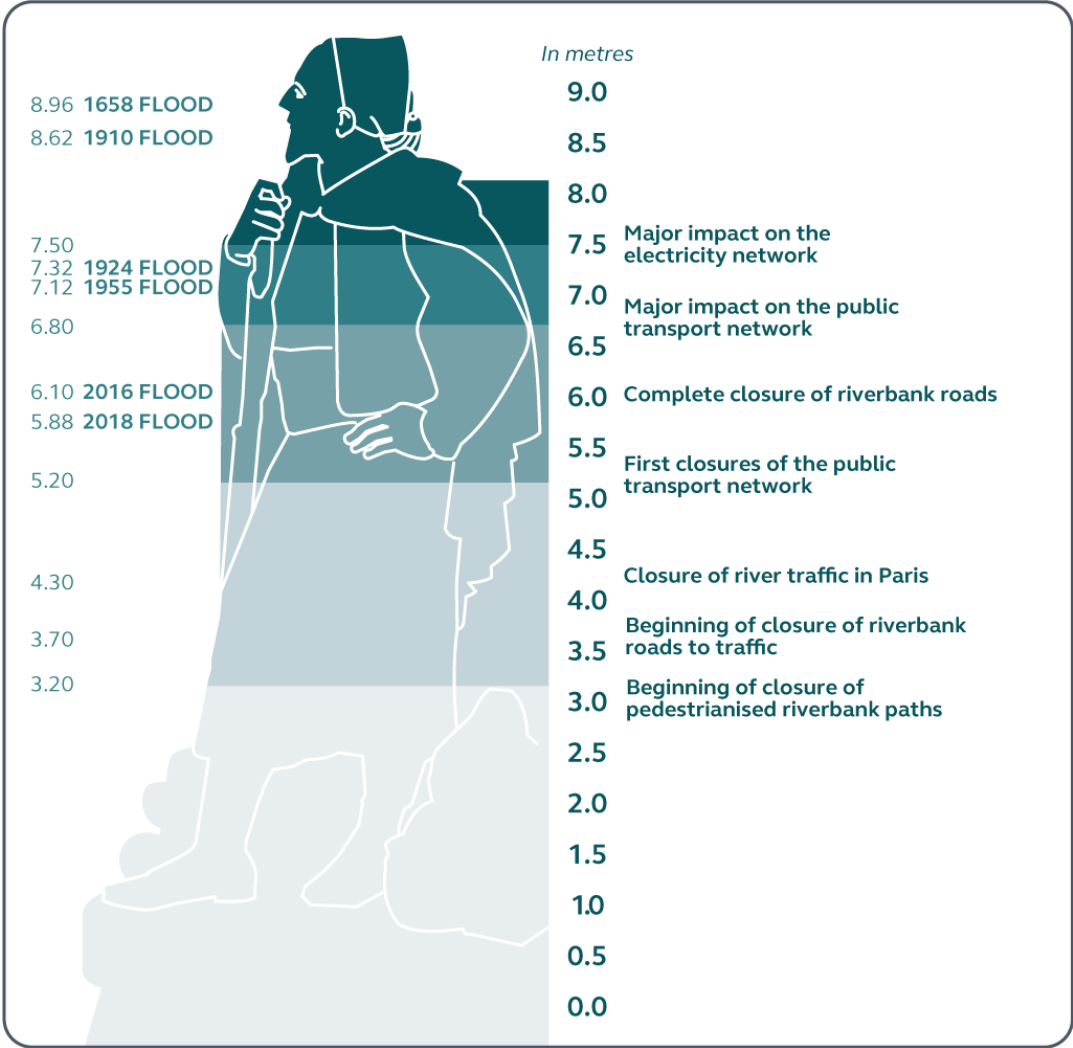 In metres
9.0
8.96 1658 FLOOD
8.62 1910 FLOOD
8.5
8.0
7.50
7.5
Major impact on the
electricity network
7.32 1924 FLOOD
7.12 1955 FLOOD
7.0
Major impact on the public
transport network
6.80
6.5
6.10 2016 FLOOD
6.0
Complete closure of riverbank roads
5.88 2018 FLOOD
5.5
First closures of the public
transport network
5.20
5.0
4.5
4.30
Closure of river traffic in Paris
4.0
3.70
Beginning of closure of riverbank
roads to traffic
3.5
3.20
Beginning of closure of
pedestrianised riverbank paths
3.0
2.5
2.0
1.5
1.0
0.5
0.0